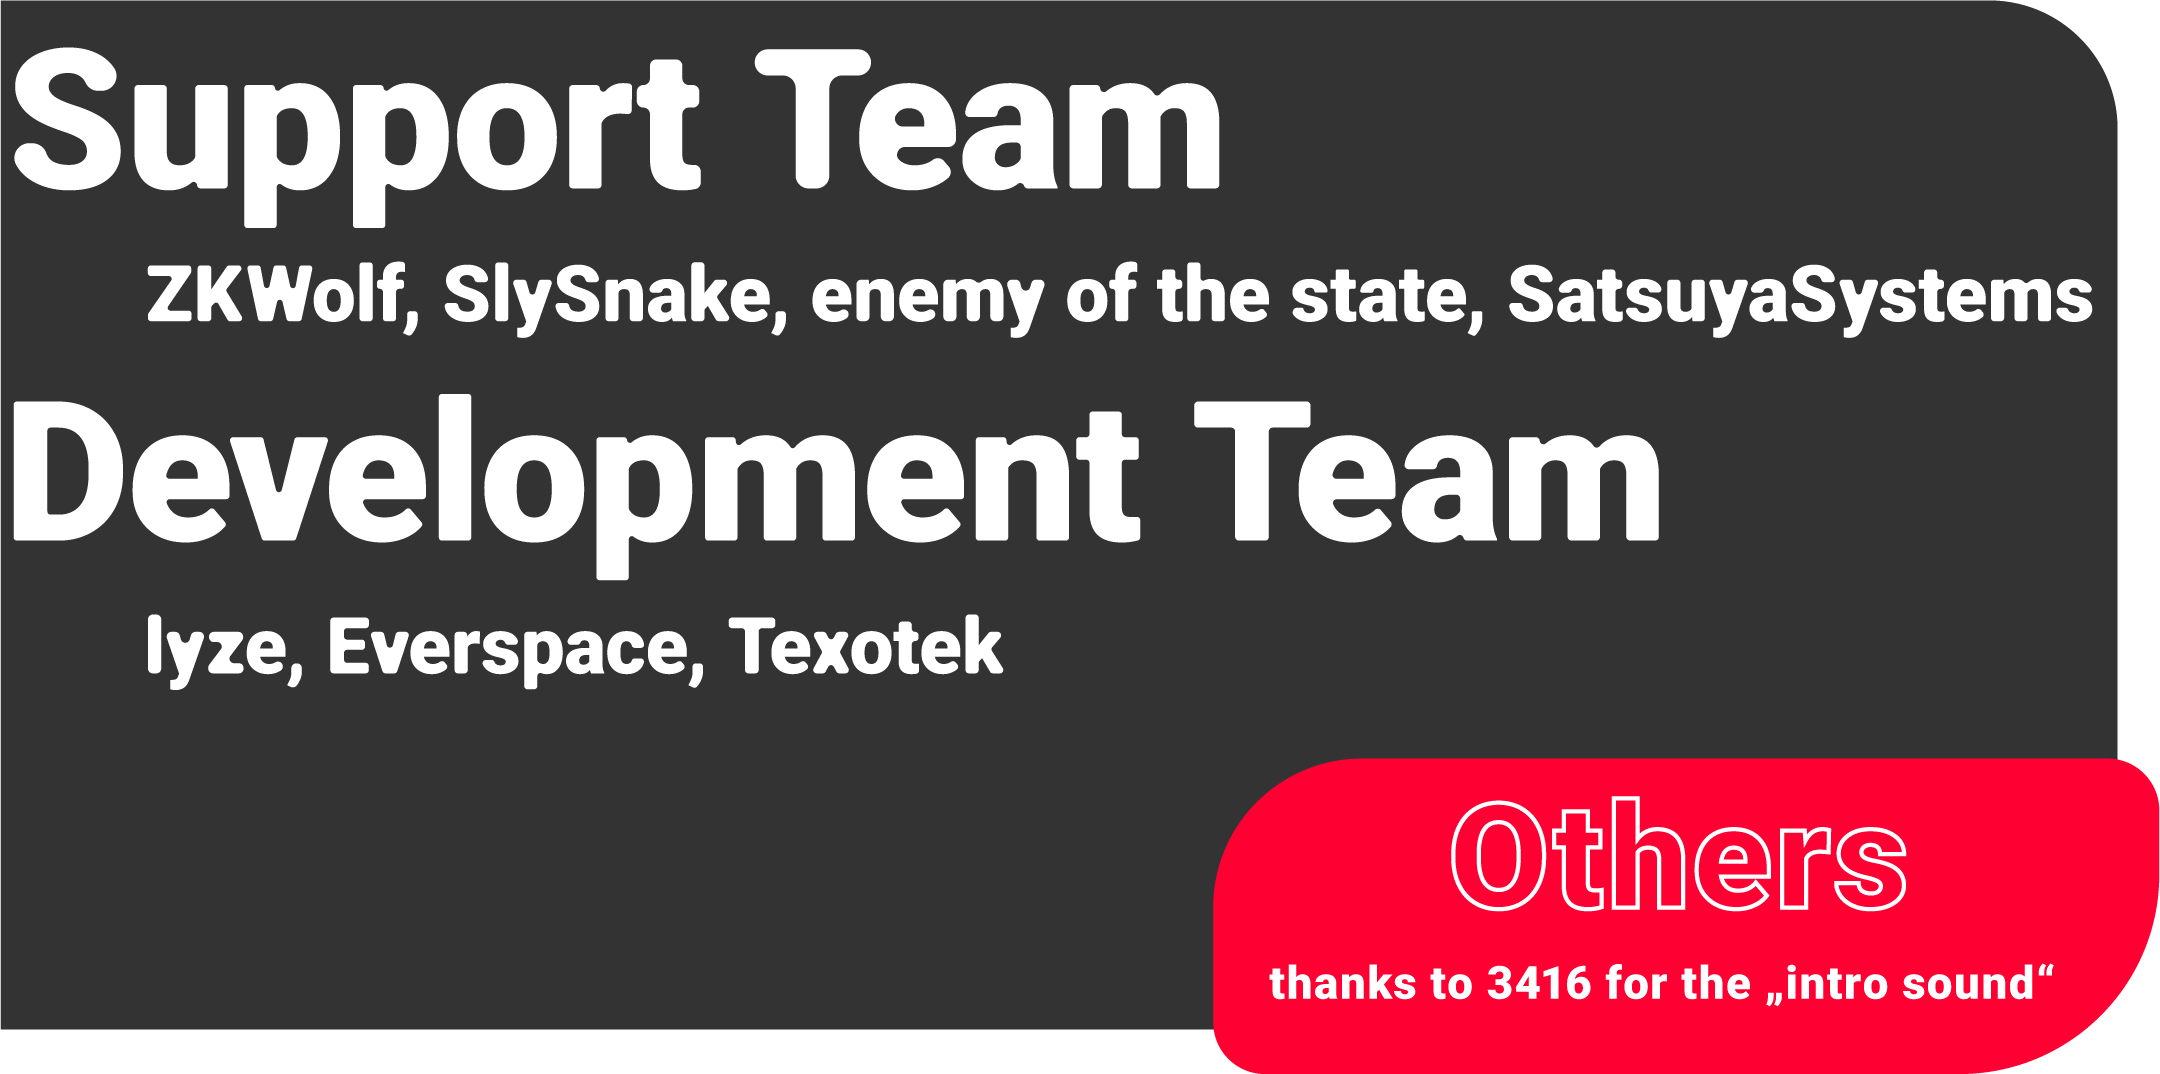 Support Team
ZKWolf, SlySnake, enemy of the state, SatsuyaSystems
Development Team
lyze, Everspace, Texotek
Others
thanks to 3416 for the „intro sound“